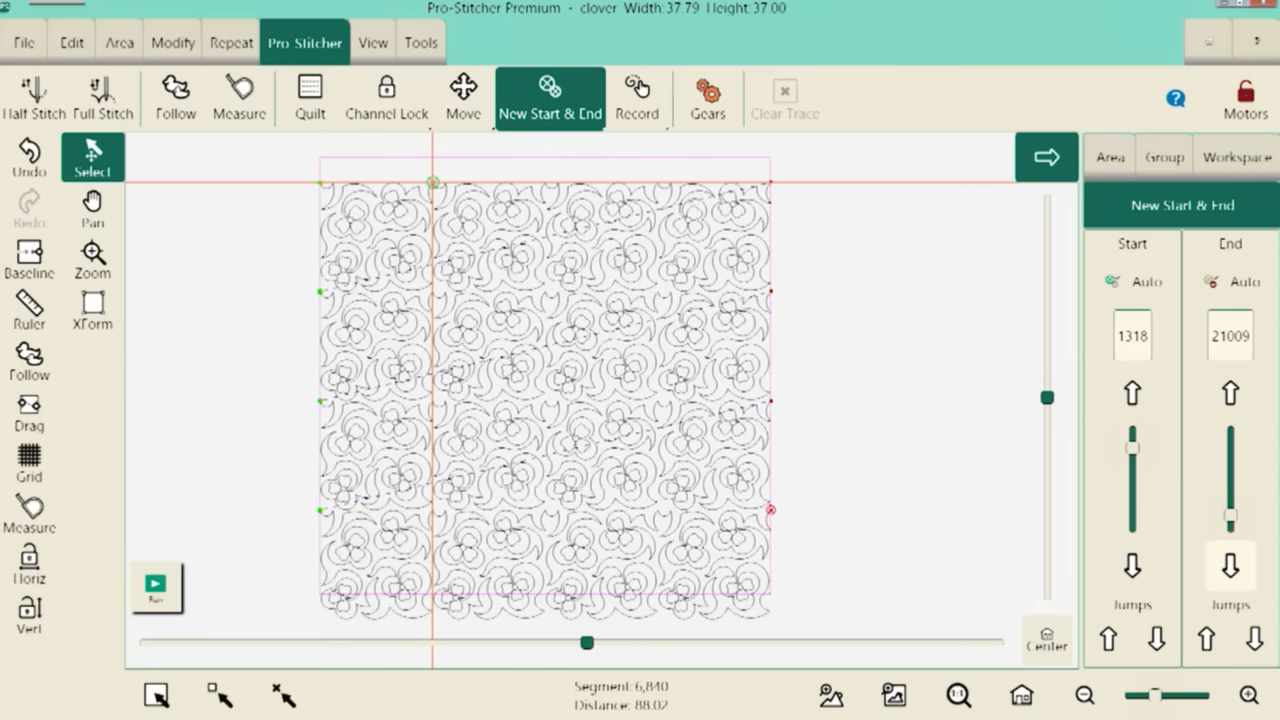 Pro-Stitcher Premium - clover Width:37.79 Height:37.00
File Edit Area Modify Repeat Pro-Stitcher View Tools
Half Stitch Full Stitch Follow Measure Quilt Channel Lock Move New Start & End Record Gears Clear Trace Motors
Undo Select
Redo Pan
Baseline Zoom
Ruler XForm
Follow
Drag
Grid
Measure
Horiz
Vert
Run
Area Group Workspace
New Start & End
Start End
Auto Auto
1318 21009
Jumps Jumps
Center
Segment:6,840
Distance: 88.02
1:1